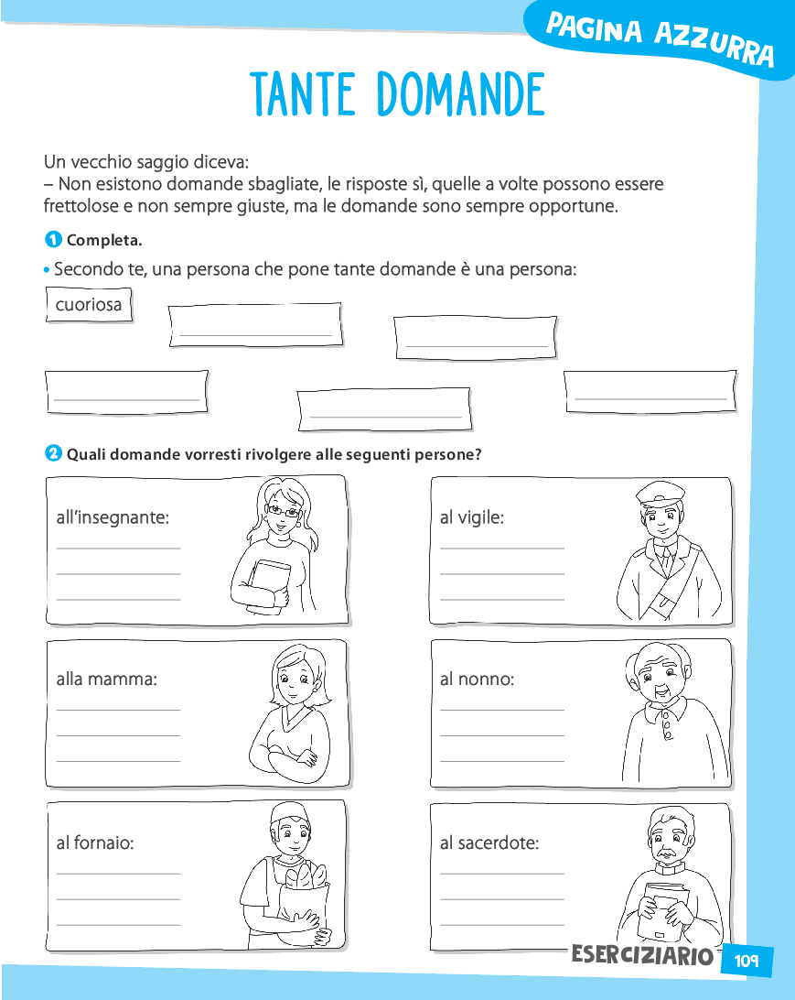 PAGINA AZZURRA
TANTE DOMANDE
Un vecchio saggio diceva:
– Non esistono domande sbagliate, le risposte sì, quelle a volte possono essere
frettolose e non sempre giuste, ma le domande sono sempre opportune.
1 Completa.
• Secondo te, una persona che pone tante domande è una persona:
cuoriosa
2 Quali domande vorresti rivolgere alle seguenti persone?
all'insegnante:
al vigile:
alla mamma:
al nonno:
al fornaio:
al sacerdote:
ESERCIZIARIO 109